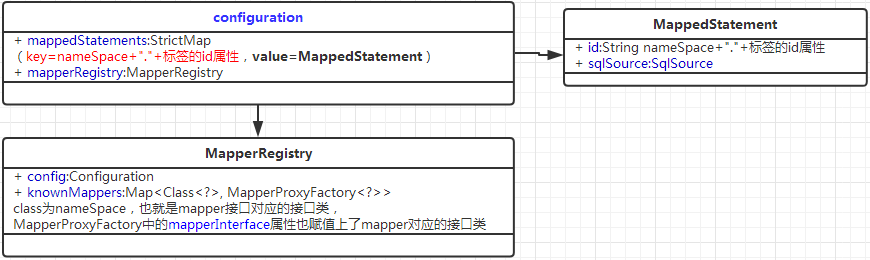 configuration
+ mappedStatements:StrictMap
（key=nameSpace+"."+标签的id属性，value=MappedStatement）
+ mapperRegistry:MapperRegistry
MappedStatement
+ id:String nameSpace+"."+标签的id属性
+ sqlSource:SqlSource
MapperRegistry
+ config:Configuration
+ knownMappers:Map<Class<?>, MapperProxyFactory<?>>
class为nameSpace，也就是mapper接口对应的接口类，
MapperProxyFactory中的mapperInterface属性也赋值上了mapper对应的接口类